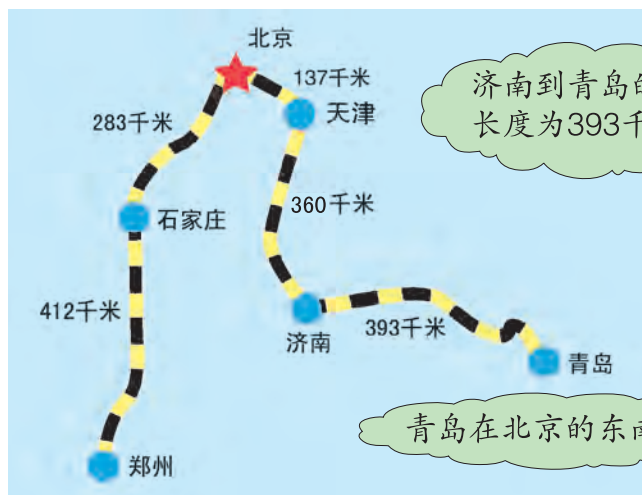 北京
137千米
天津
283千米
济南到青岛的
长度为393千
360千米
石家庄
412千米
济南
393千米
青岛
青岛在北京的东南
郑州